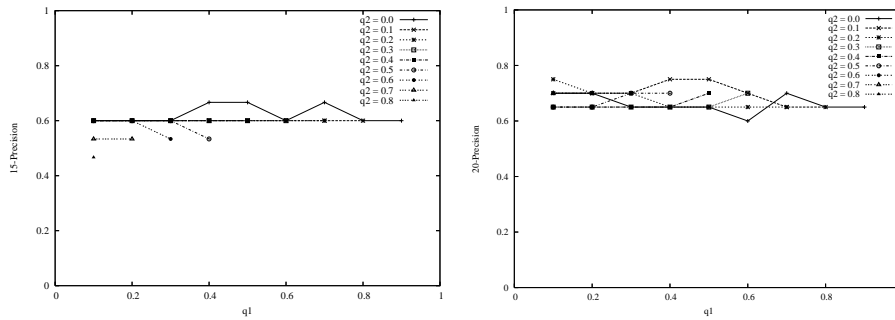 1
0.8
0.6
0.4
0.2
0
0
0.2
0.4
0.6
0.8
1
15-Precision
q1
q2 = 0.0
q2 = 0.1
q2 = 0.2
q2 = 0.3
q2 = 0.4
q2 = 0.5
q2 = 0.6
q2 = 0.7
q2 = 0.8
1
0.8
0.6
0.4
0.2
0
0
0.2
0.4
0.6
0.8
20-Precision
q1
q2 = 0.0
q2 = 0.1
q2 = 0.2
q2 = 0.3
q2 = 0.4
q2 = 0.5
q2 = 0.6
q2 = 0.7
q2 = 0.8